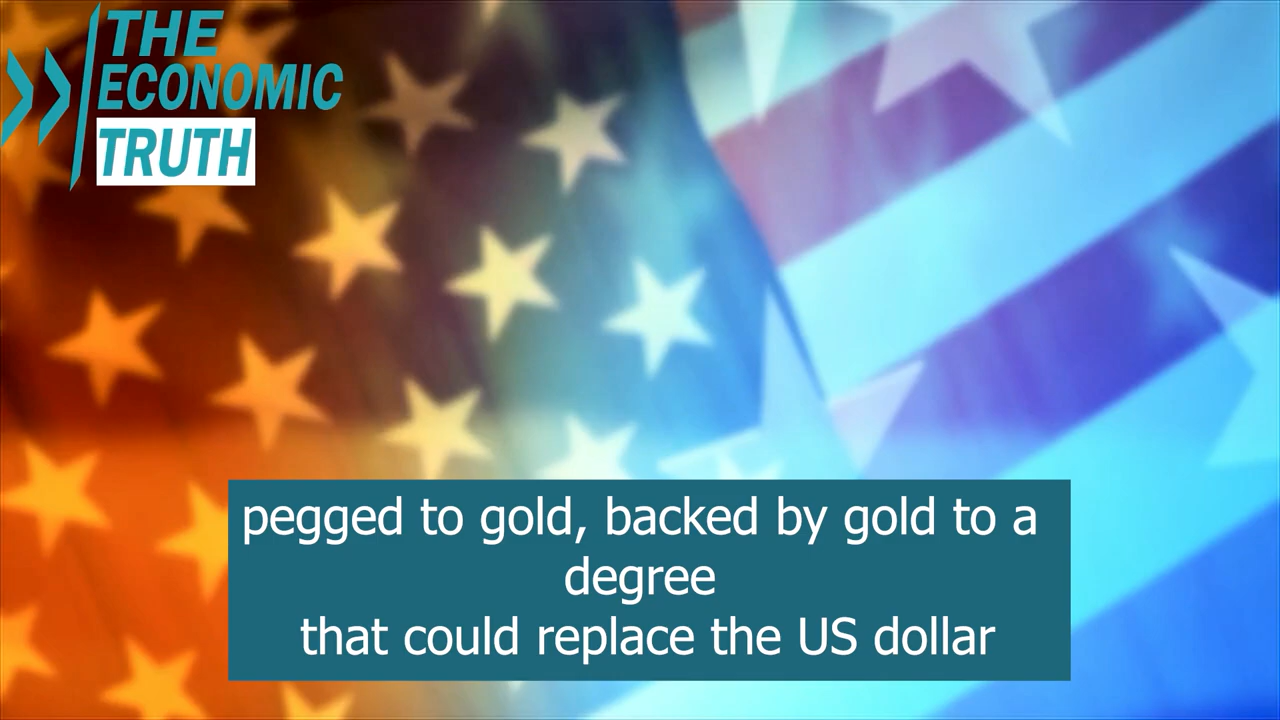 THE
ECONOMIC
TRUTH
pegged to gold, backed by gold to a
degree
that could replace the US dollar